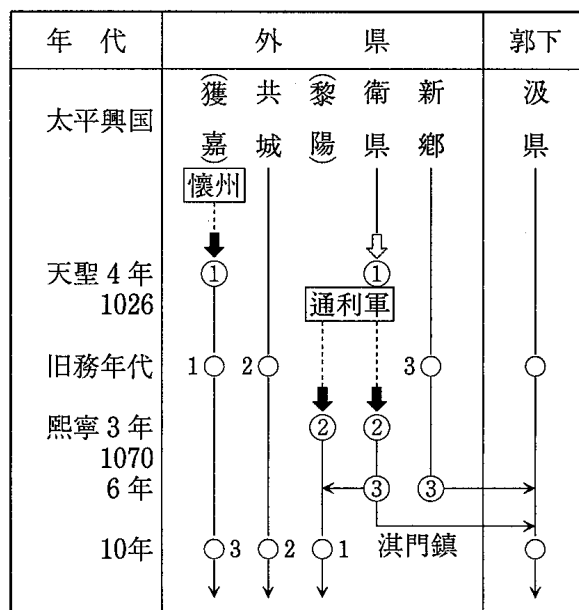 年代 外県 郭下
太平興国 (獲嘉) 共城 (黎陽) 衛県 新鄉 汲県
懷州
天聖4年 ① ①
1026
通利軍
旧務年代 1 2 3
熙寧3年 ② ②
1070
6年 ③ ③
淇門鎮
10年 3 2 1